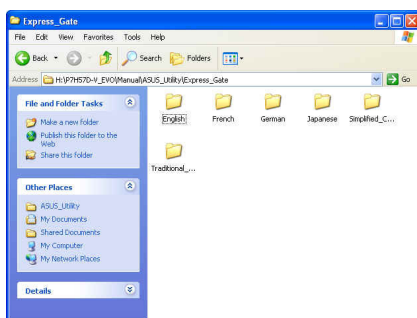 Express_Gate
File Edit View Favorites Tools Help
Back Search Folders
Address H:\P7H57D-V_EVO\Manual\ASUS_Utility\Express_Gate Go
File and Folder Tasks
Make a new folder
Publish this folder to the
Web
Share this folder
Other Places
ASUS_Utility
My Documents
Shared Documents
My Computer
My Network Places
Details
English French German Japanese Simplified_C...
Traditional_...